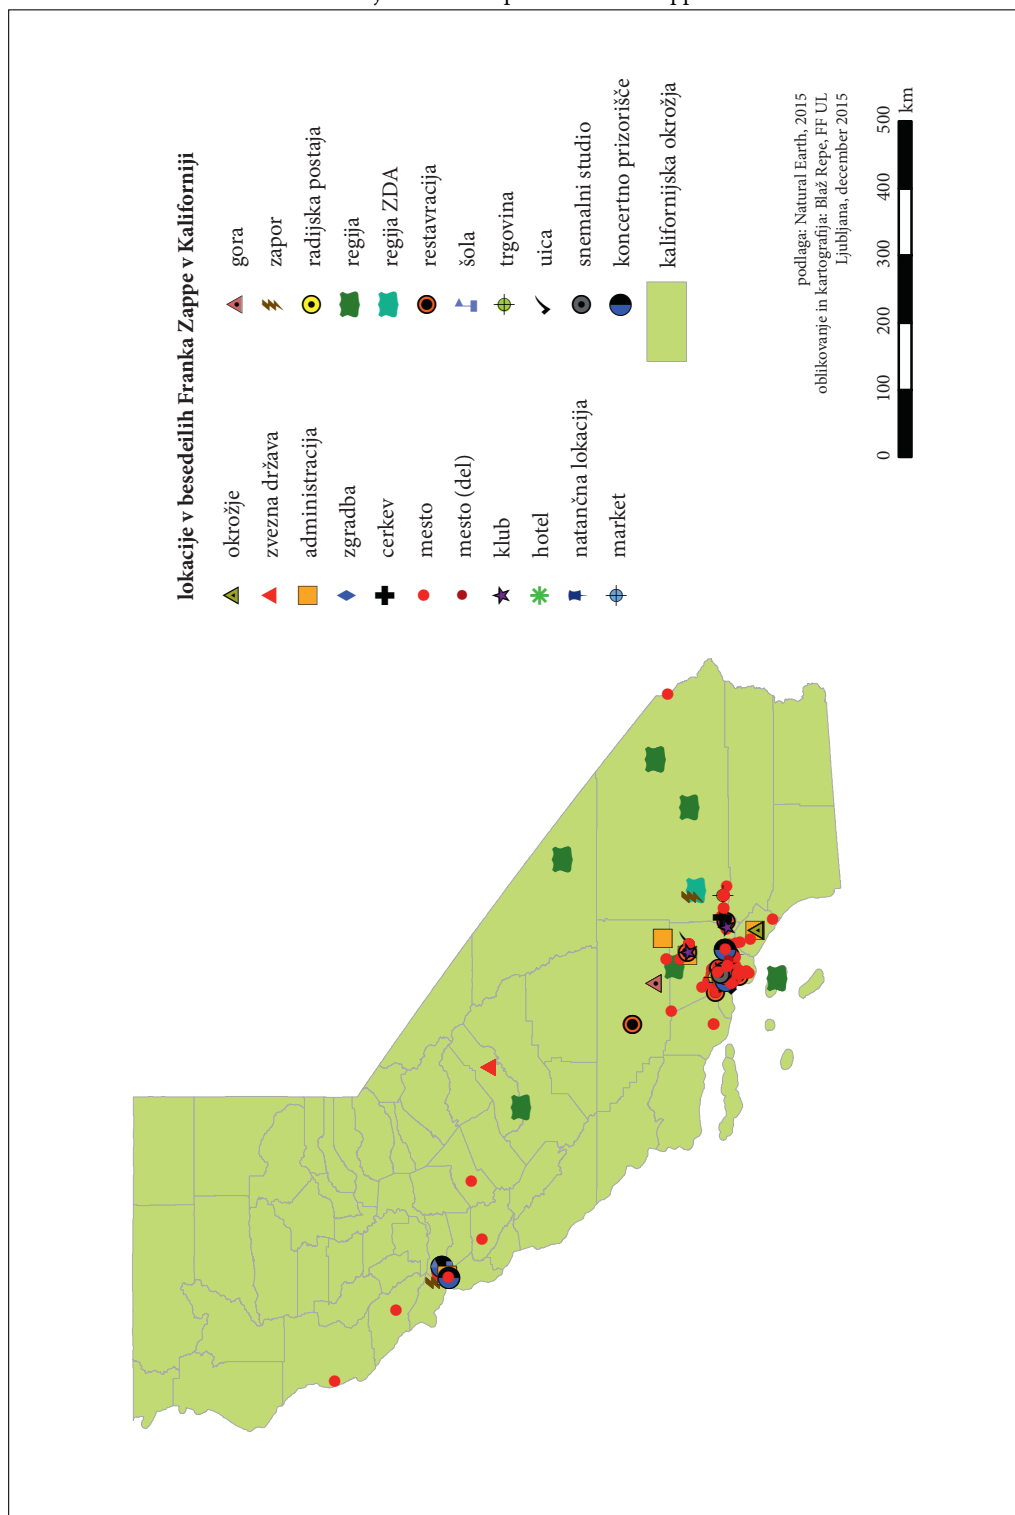 lokacije v besedeilih Franka Zappe v Kaliforniji
okrožje
zvezna država
administracija
zgradba
cerkev
mesto
mesto (del)
klub
hotel
natančna lokacija
market
gora
zapor
radijska postaja
regija
regija ZDA
restavracija
šola
trgovina
uica
snemalni studio
koncertno prizorišče
kalifornijska okrožja
podlaga: Natural Earth, 2015
oblikovanje in kartografija: Blaž Repe, FF UL
Ljubljana, december 2015
0 100 200 300 400 500
km